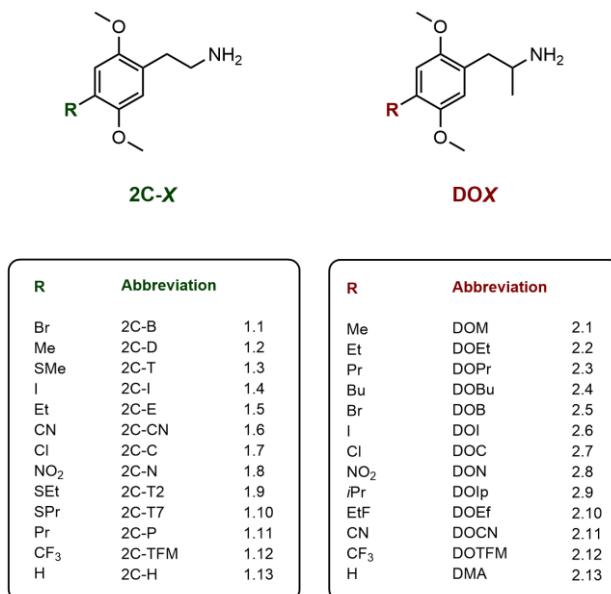 O
NH₂
R
O
2C-X
O
NH₂
R
O
DOX
R Abbreviation
Br 2C-B 1.1
Me 2C-D 1.2
SMe 2C-T 1.3
I 2C-I 1.4
Et 2C-E 1.5
CN 2C-CN 1.6
Cl 2C-C 1.7
NO₂ 2C-N 1.8
SEt 2C-T2 1.9
SPr 2C-T7 1.10
Pr 2C-P 1.11
CF₃ 2C-TFM 1.12
H 2C-H 1.13
R Abbreviation
Me DOM 2.1
Et DOEt 2.2
Pr DOPr 2.3
Bu DOBu 2.4
Br DOB 2.5
I DOI 2.6
Cl DOC 2.7
NO₂ DON 2.8
iPr DOIp 2.9
EtF DOEf 2.10
CN DOCN 2.11
CF₃ DOTFM 2.12
H DMA 2.13